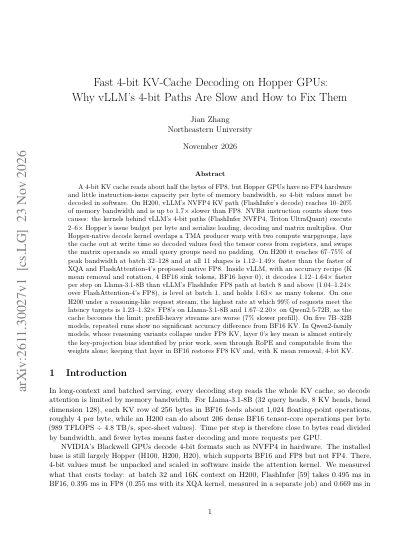 Fast 4-bit KV-Cache Decoding on Hopper GPUs:
Why vLLM's 4-bit Paths Are Slow and How to Fix Them
Jian Zhang
Northeastern University
November 2026
arXiv:2611.30027v1 [cs.LG] 23 Nov 2026
Abstract
A 4-bit KV cache reads about half the bytes of FP8, but Hopper GPUs have no FP4 hardware
and little instruction-issue capacity per byte of memory bandwidth, so 4-bit values must be
decoded in software. On H200, vLLM's NVFP4 KV path (FlashInfer's decode) reaches 10–20%
of memory bandwidth and is up to 1.7× slower than FP8. NVBit instruction counts show two
causes: the kernels behind vLLM's 4-bit paths (FlashInfer NVFP4, Triton UltraQuant) execute
2–6× Hopper's issue budget per byte and serialize loading, decoding and matrix multiplies. Our
Hopper-native decode kernel overlaps a TMA producer warp with two compute warpgroups, lays
the cache out at write time so decoded values feed the tensor cores from registers, and swaps
the matrix operands so small query groups need no padding. On H200 it reaches 67–75%
of peak bandwidth at batch 32–128 and at all 11 shapes is 1.12–1.49× faster than the faster of
XQA and FlashAttention-4's proposed native FP8. Inside vLLM, with an accuracy recipe (K
mean removal and rotation, 4 BF16 sink tokens, BF16 layer 0), it decodes 1.12–1.64× faster
per step on Llama-3.1-8B than vLLM's FlashInfer FP8 path at batch 8 and above (1.04–1.24×
over FlashAttention-4's FP8), is level at batch 1, and holds 1.63× as many tokens. On one
H200 under a reasoning-like request stream, the highest rate at which 99% of requests meet the
latency targets is 1.23–1.32× FP8's on Llama-3.1-8B and 1.67–2.20× on Qwen2.5-72B, as the
cache becomes the limit; prefill-heavy streams are worse (7% slower prefill). On five 7B-32B
models, repeated runs show no significant accuracy difference from BF16 KV. In Qwen2-family
models, whose reasoning variants collapse under FP8 KV, layer 0's key mean is almost entirely
the key-projection bias identified by prior work, seen through RoPE and computable from the
weights alone; keeping that layer in BF16 restores FP8 KV and, with K mean removal, 4-bit KV.
1 Introduction
In long-context and batched serving, every decoding step reads the whole KV cache, so decode
attention is limited by memory bandwidth. For Llama-3.1-8B (32 query heads, 8 KV heads, head
dimension 128), each KV row of 256 bytes in BF16 feeds about 1,024 floating-point operations,
roughly 4 per byte, while an H200 can do about 206 dense BF16 tensor-core operations per byte
(989 TFLOPS ÷ 4.8 TB/s, spec-sheet values). Time per step is therefore close to bytes read divided
by bandwidth, and fewer bytes means faster decoding and more requests per GPU.
NVIDIA's Blackwell GPUs decode 4-bit formats such as NVFP4 in hardware. The installed
base is still largely Hopper (H100, H200, H20), which supports BF16 and FP8 but not FP4. There,
4-bit values must be unpacked and scaled in software inside the attention kernel. We measured
what that costs today: at batch 32 and 16K context on H200, FlashInfer [59] takes 0.495 ms in
BF16, 0.395 ms in FP8 (0.255 ms with its XQA kernel, measured in a separate job) and 0.669 ms in
1